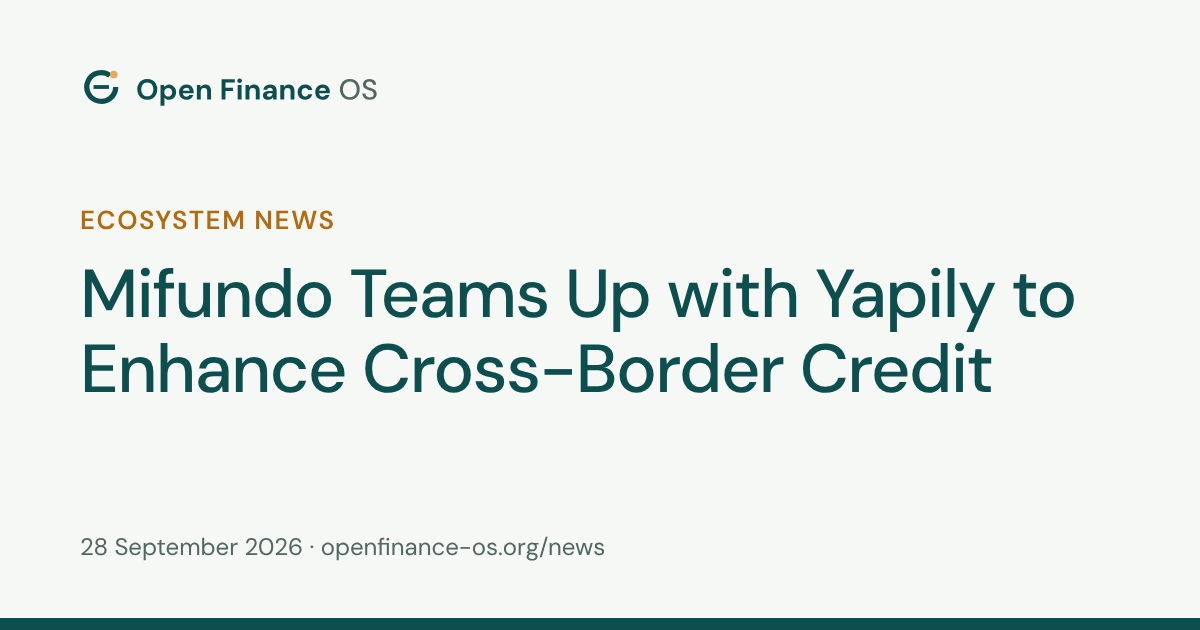 Open Finance OS
ECOSYSTEM NEWS
Mifundo Teams Up with Yapily to
Enhance Cross-Border Credit
28 September 2026 · openfinance-os.org/news